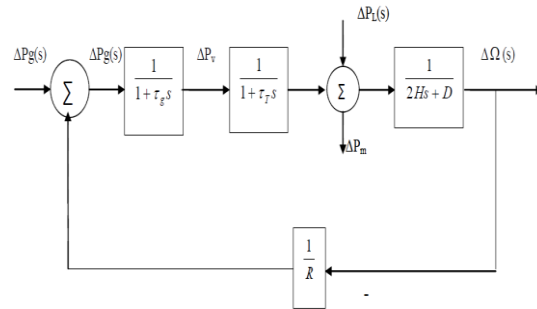 ΔP_L(s)
ΔPg(s)
ΔPg(s)
ΔP_v
ΔΩ(s)
Σ
1
1+τ_g s
1
1+τ_T s
Σ
1
2Hs+D
ΔP_m
1
R
-